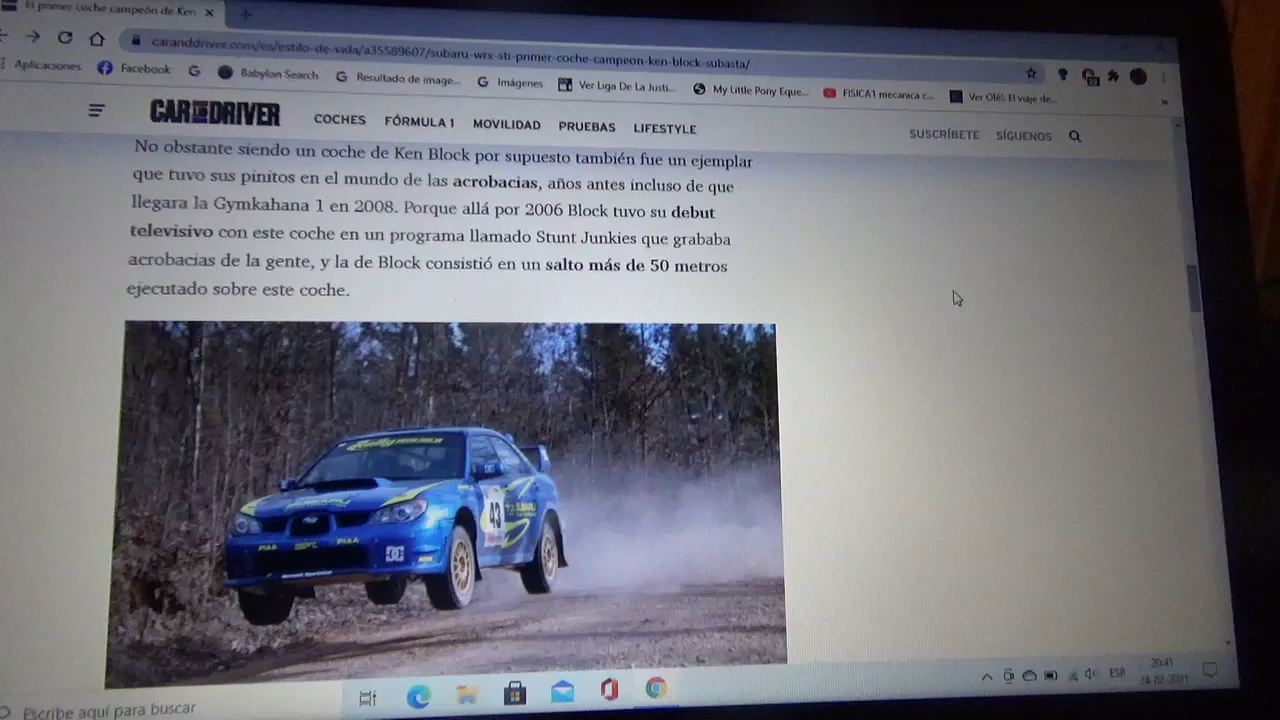 El primer coche campeón de Ken
caranddriver.com/es/estilo-de-vida/a35589607/subaru-wrx-sti-primer-coche-campeon-ken-block-subasta/
Aplicaciones Facebook Babylon Search Resultado de image... Imágenes Ver Liga De La Justi... My Little Pony Eque... FISICA1 mecanica c... Ver Olé!: El viaje de...
CAR AND DRIVER COCHES FÓRMULA 1 MOVILIDAD PRUEBAS LIFESTYLE SUSCRÍBETE SÍGUENOS
No obstante siendo un coche de Ken Block por supuesto también fue un ejemplar
que tuvo sus pinitos en el mundo de las acrobacias, años antes incluso de que
llegara la Gymkahana 1 en 2008. Porque allá por 2006 Block tuvo su debut
televisivo con este coche en un programa llamado Stunt Junkies que grababa
acrobacias de la gente, y la de Block consistió en un salto más de 50 metros
ejecutado sobre este coche.
Rally
SUBARU
43
SUBARU
PIAA PIAA
DC
ESP
20:41
24-02-2021
Escribe aquí para buscar